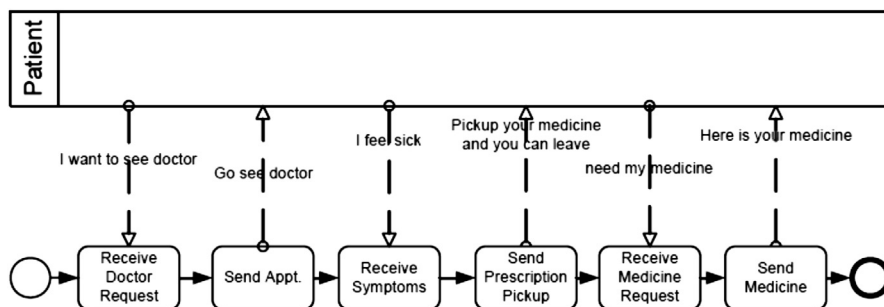 Patient
I want to see doctor
Go see doctor
I feel sick
Pickup your medicine
and you can leave
need my medicine
Here is your medicine
Receive
Doctor
Request
Send Appt.
Receive
Symptoms
Send
Prescription
Pickup
Receive
Medicine
Request
Send
Medicine